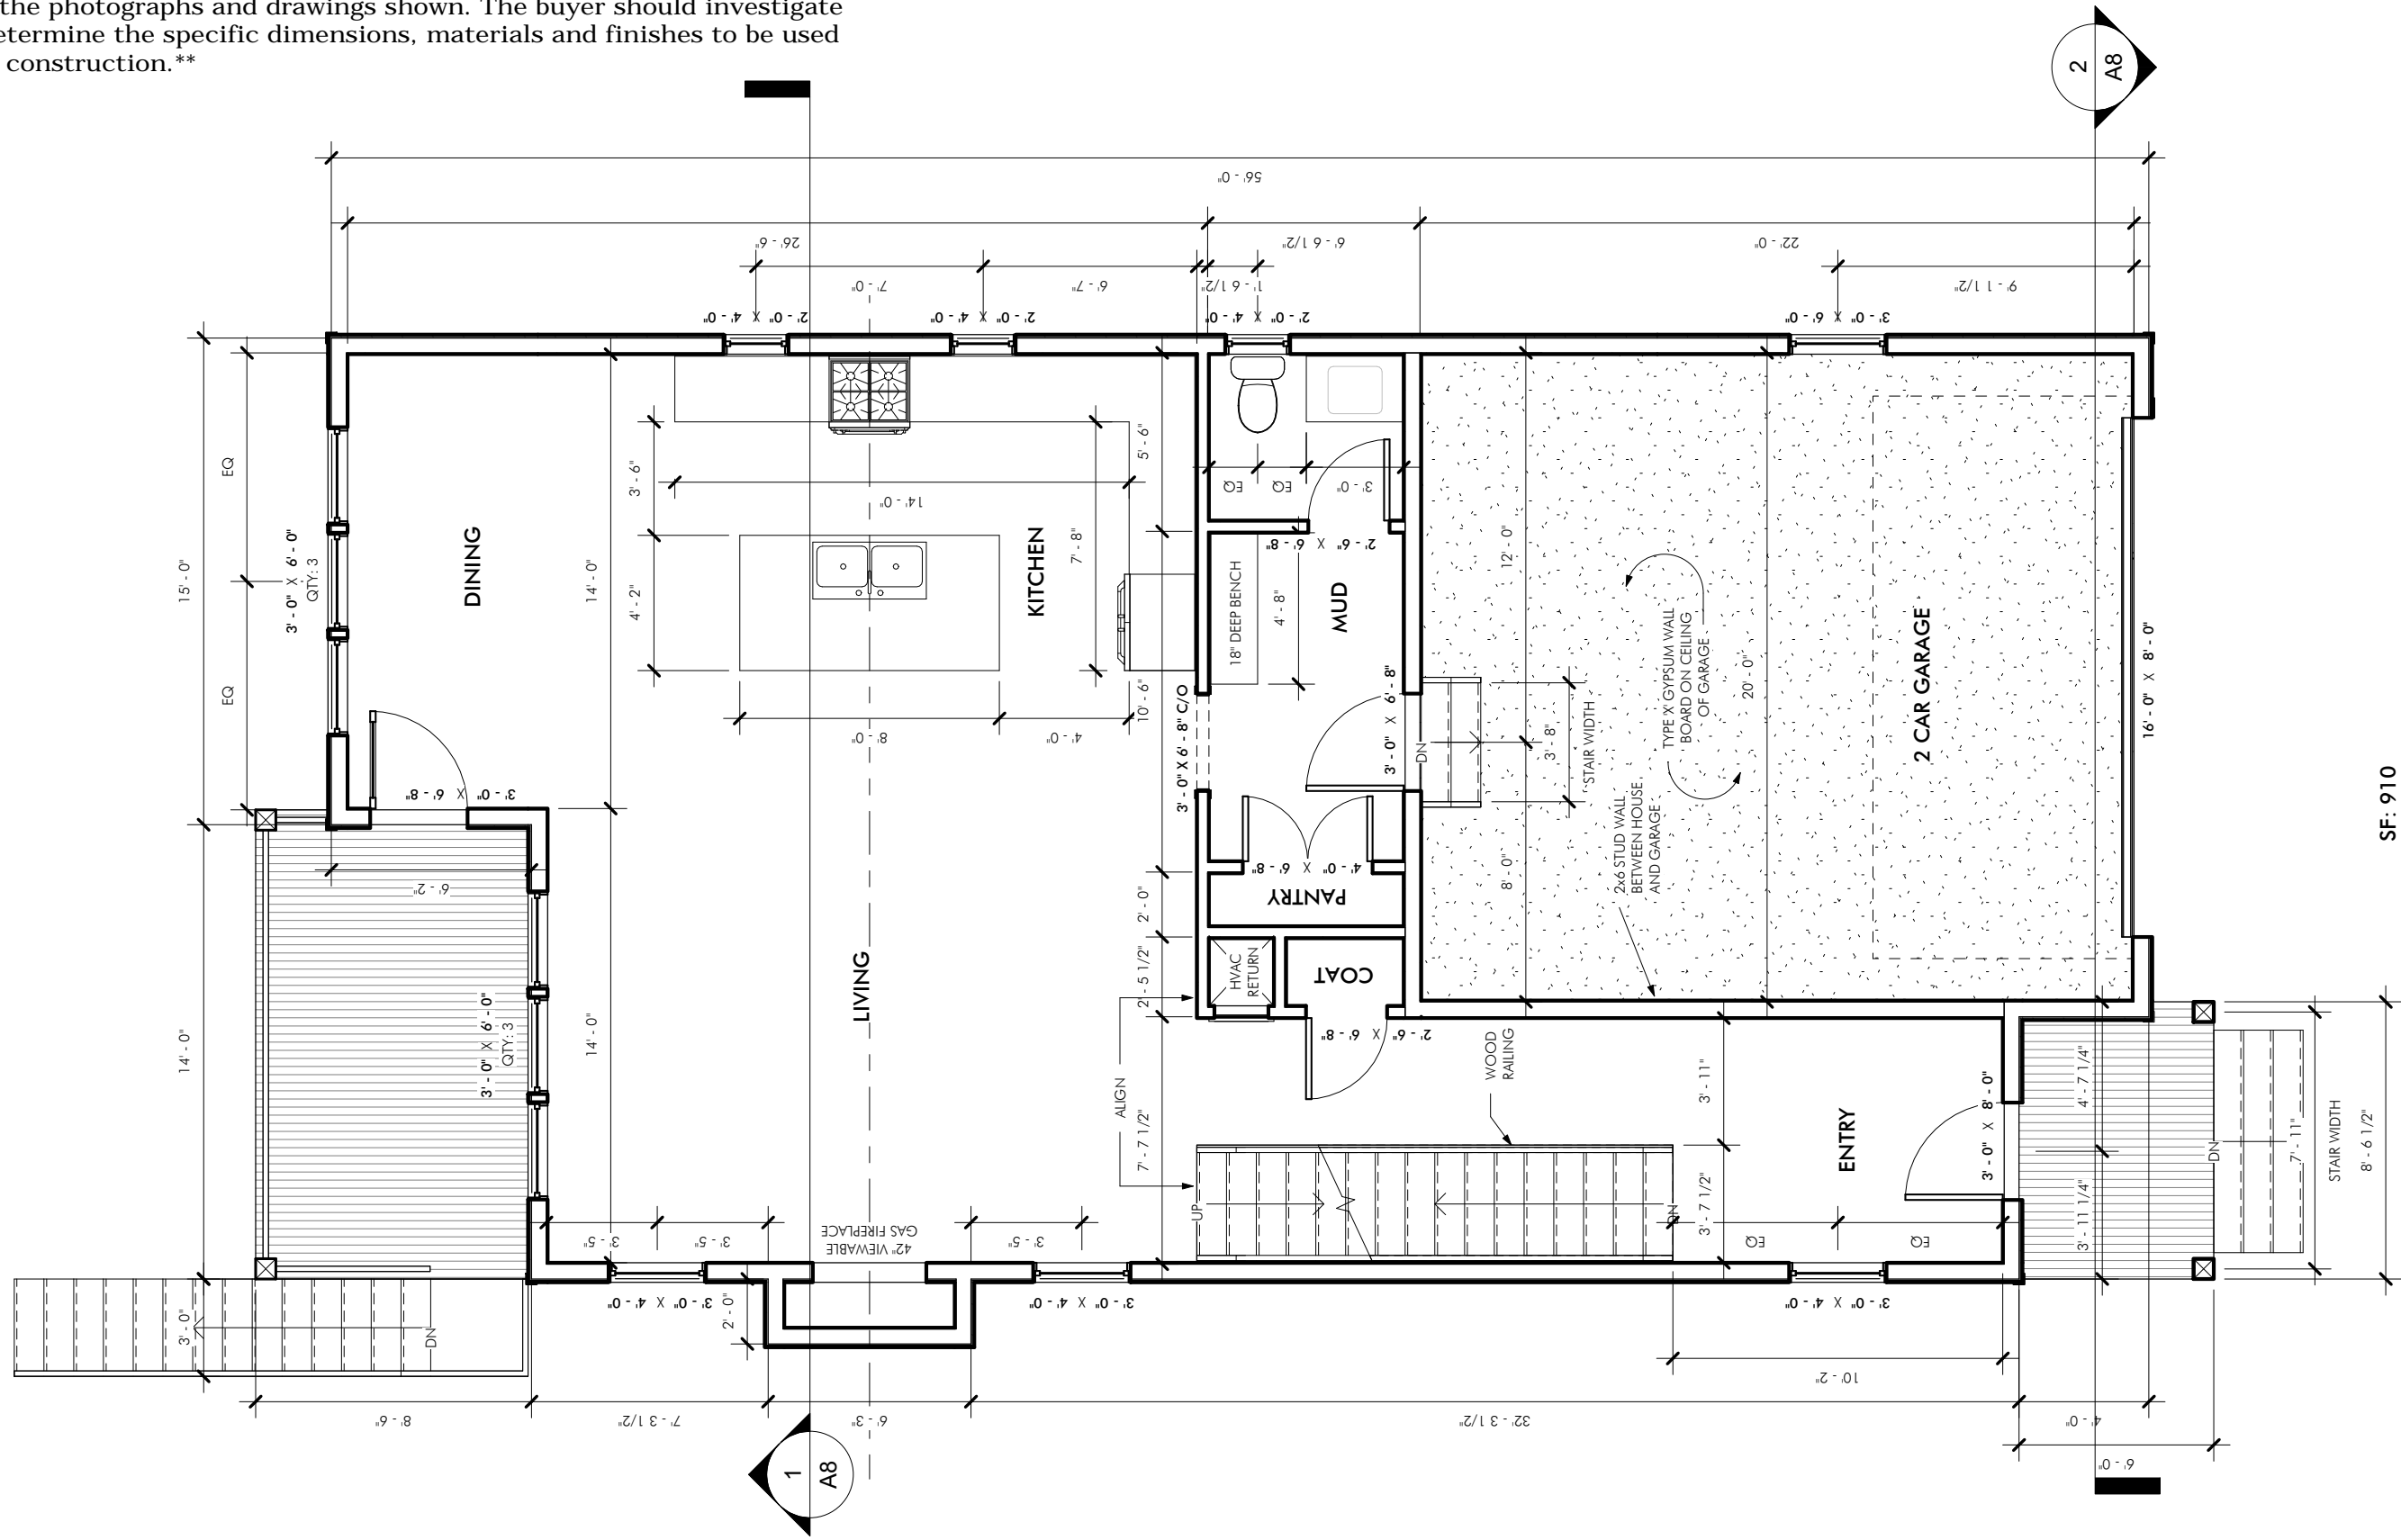 the photographs and drawings shown. The buyer should investigate
etermine the specific dimensions, materials and finishes to be used
construction.**
2
A8
56' - 0"
26' - 6"
6' - 6 1/2"
22' - 0"
7' - 0"
6' - 7"
1' - 6 1/2"
9' - 1 1/2"
2' - 0" X 4' - 0"
2' - 0" X 4' - 0"
2' - 0" X 4' - 0"
3' - 0" X 6' - 0"
15' - 0"
EQ
EQ
3' - 0" X 6' - 0"
QTY: 3
DINING
14' - 0"
3' - 6"
4' - 2"
14' - 0"
KITCHEN
7' - 8"
5' - 6"
10' - 6"
8' - 0"
4' - 0"
3' - 0" X 6' - 8"
3' - 0" X 6' - 8" C/O
EQ
EQ
3' - 0"
2' - 6" X 6' - 8"
18" DEEP BENCH
4' - 8"
MUD
3' - 0" X 6' - 8"
DN
4' - 0" X 6' - 8"
PANTRY
12' - 0"
8' - 0"
3' - 8"
STAIR WIDTH
TYPE X GYPSUM WALL
BOARD ON CEILING
OF GARAGE
20' - 0"
2x6 STUD WALL
BETWEEN HOUSE
AND GARAGE
2 CAR GARAGE
16' - 0" X 8' - 0"
SF: 910
14' - 0"
6' - 2"
3' - 0" X 6' - 0"
QTY: 3
14' - 0"
LIVING
2' - 0"
2' - 5 1/2"
7' - 7 1/2"
ALIGN
HVAC
RETURN
COAT
2' - 6" X 6' - 8"
WOOD
RAILING
UP
DN
3' - 11"
3' - 7 1/2"
ENTRY
3' - 0" X 8' - 0"
4' - 7 1/4"
3' - 11 1/4"
DN
7' - 11"
STAIR WIDTH
8' - 6 1/2"
3' - 5"
3' - 5"
42" VIEWABLE
GAS FIREPLACE
3' - 5"
EQ
EQ
3' - 0"
DN
3' - 0" X 4' - 0"
2' - 0"
3' - 0" X 4' - 0"
3' - 0" X 4' - 0"
10' - 2"
8' - 6"
7' - 3 1/2"
6' - 3"
32' - 3 1/2"
4' - 0"
6' - 0"
1
A8